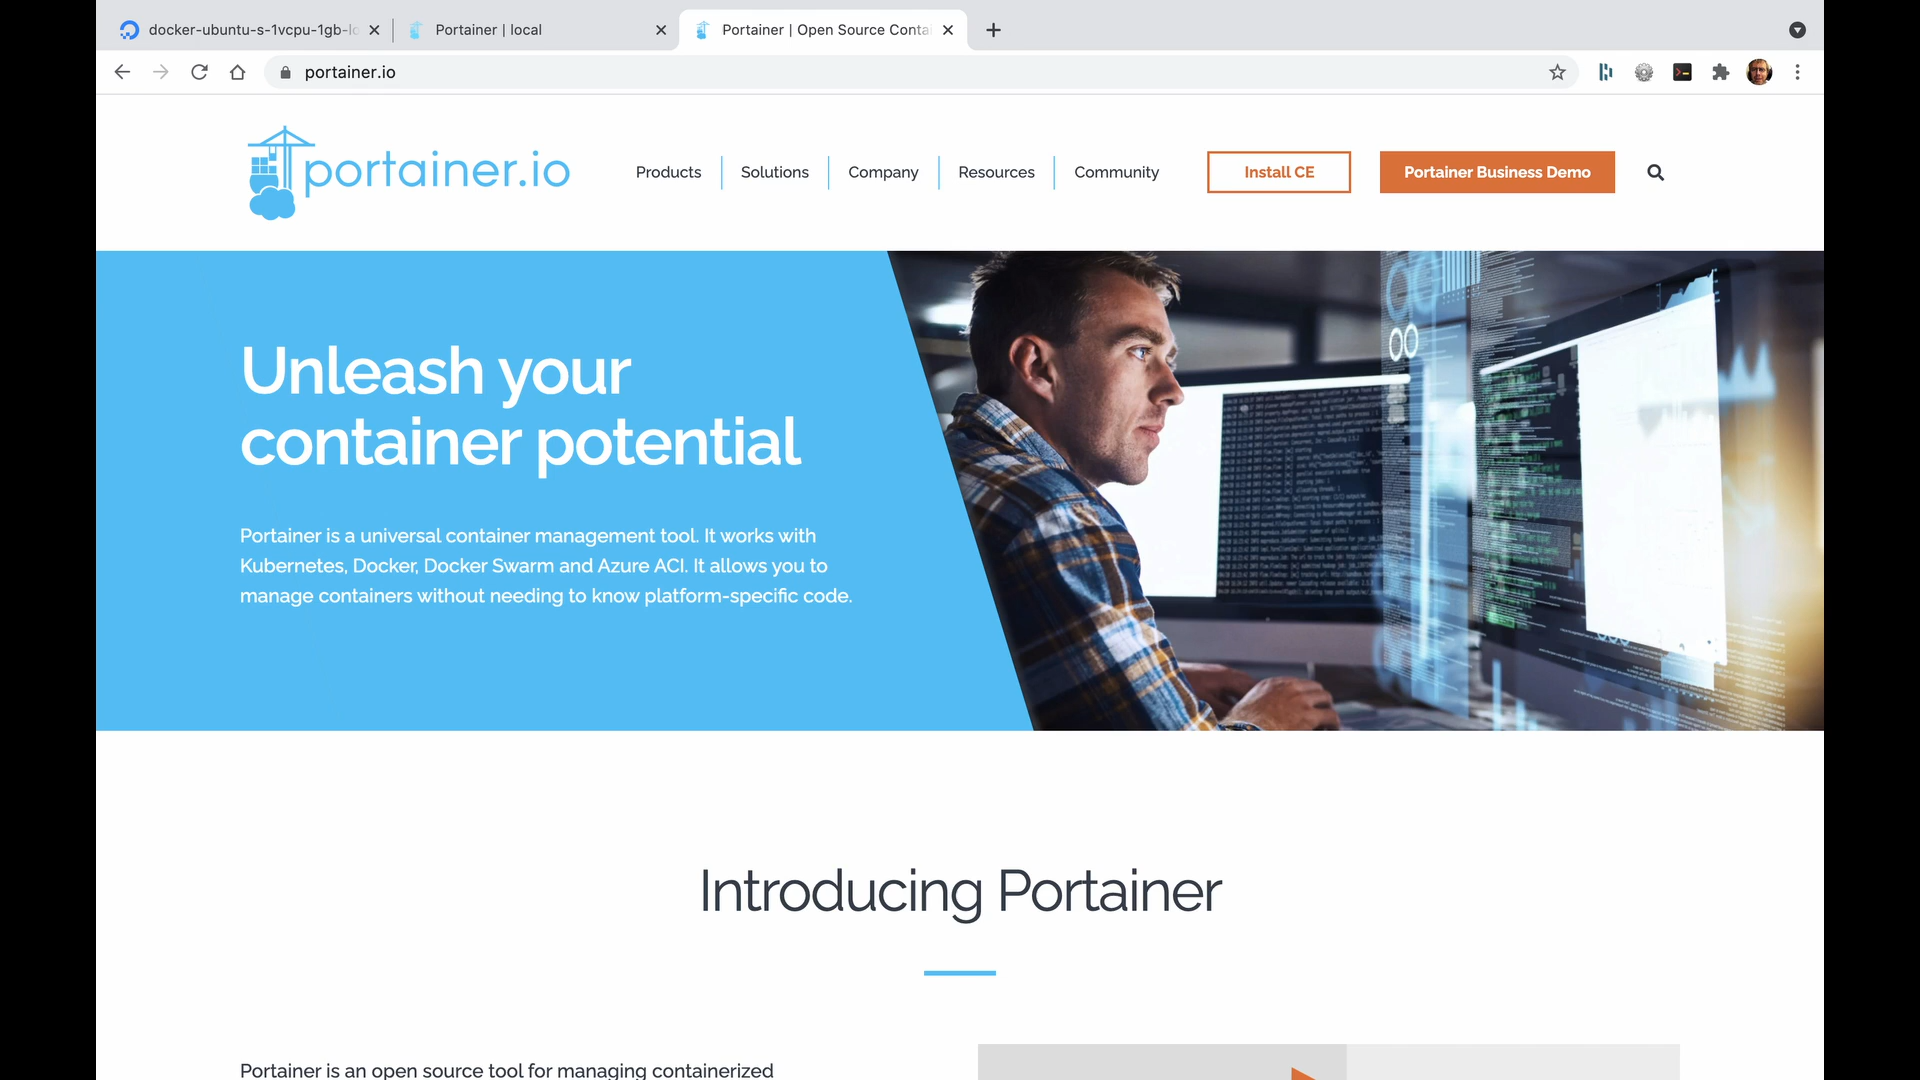 docker-ubuntu-s-1vcpu-1gb-lo
Portainer | local
Portainer | Open Source Contai
portainer.io
portainer.io
Products
Solutions
Company
Resources
Community
Install CE
Portainer Business Demo
Unleash your
container potential
Portainer is a universal container management tool. It works with
Kubernetes, Docker, Docker Swarm and Azure ACI. It allows you to
manage containers without needing to know platform-specific code.
Introducing Portainer
Portainer is an open source tool for managing containerized